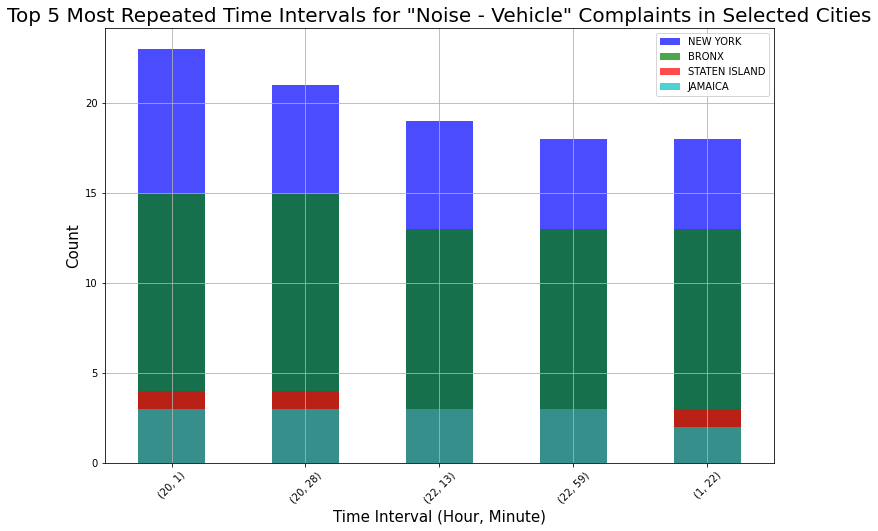 Top 5 Most Repeated Time Intervals for "Noise - Vehicle" Complaints in Selected Cities
NEW YORK
BRONX
STATEN ISLAND
JAMAICA
Count
20
15
10
5
0
(20, 1)
(20, 28)
(22, 13)
(22, 59)
(1, 22)
Time Interval (Hour, Minute)